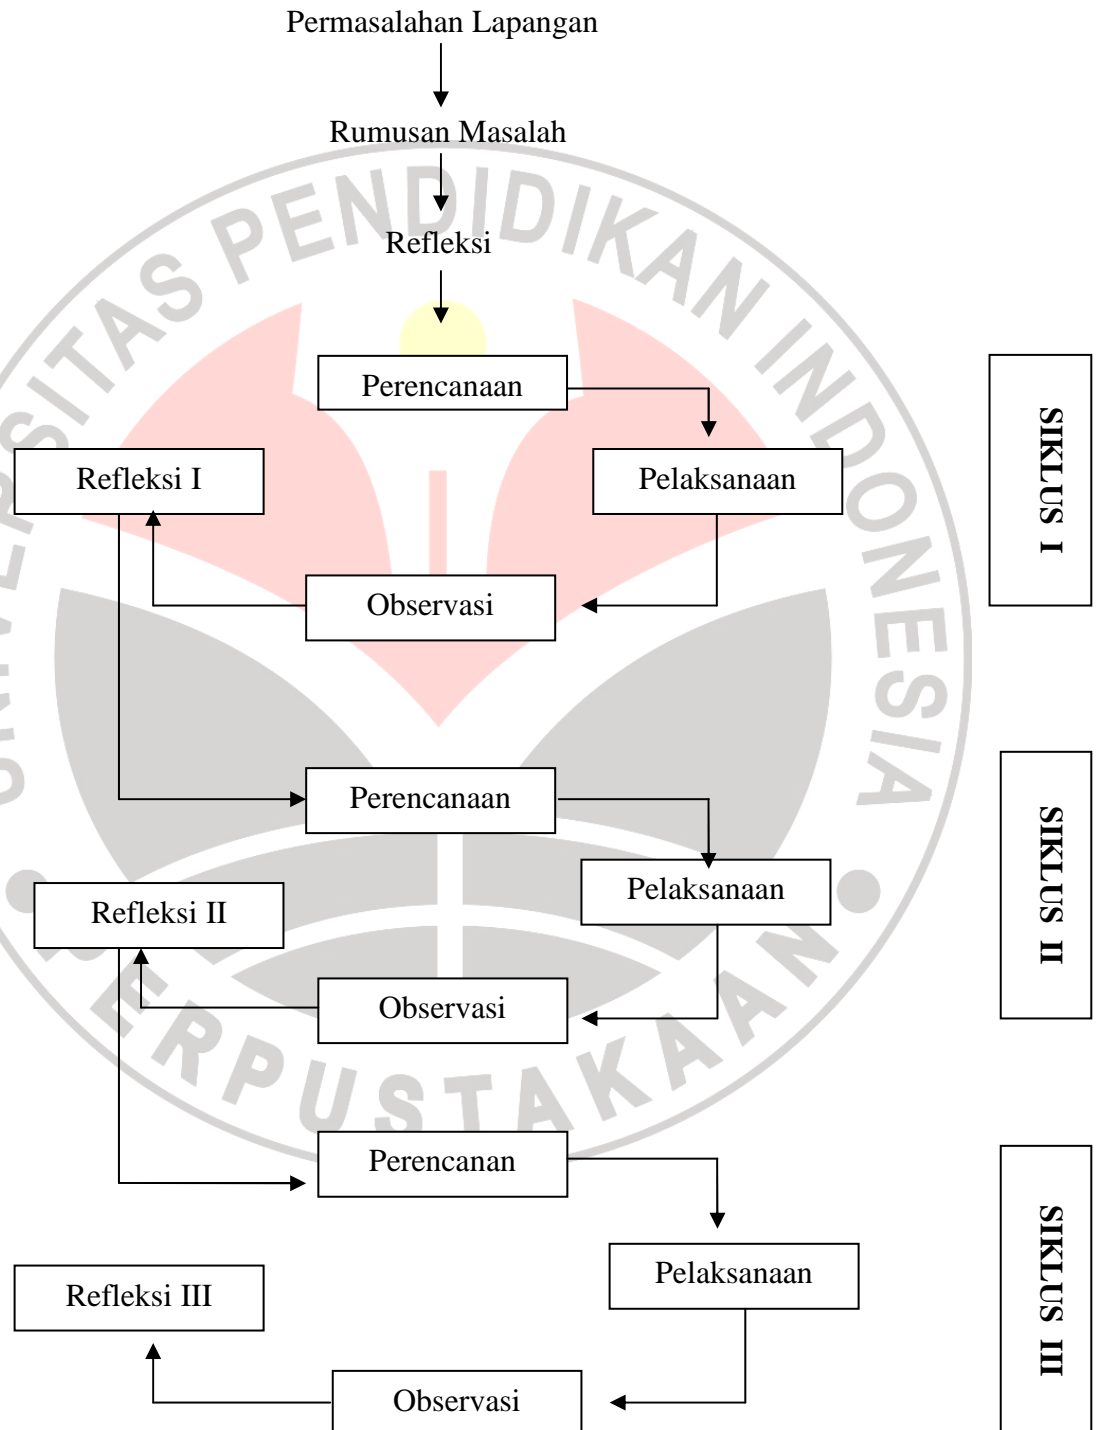 Permasalahan Lapangan
Rumusan Masalah
Refleksi
Perencanaan
Refleksi I
Pelaksanaan
Observasi
SIKLUS I
Perencanaan
Pelaksanaan
Refleksi II
Observasi
SIKLUS II
Perencanan
Pelaksanaan
Refleksi III
Observasi
SIKLUS III
UNIVERSITAS PENDIDIKAN INDONESIA
PERPUSTAKAAN